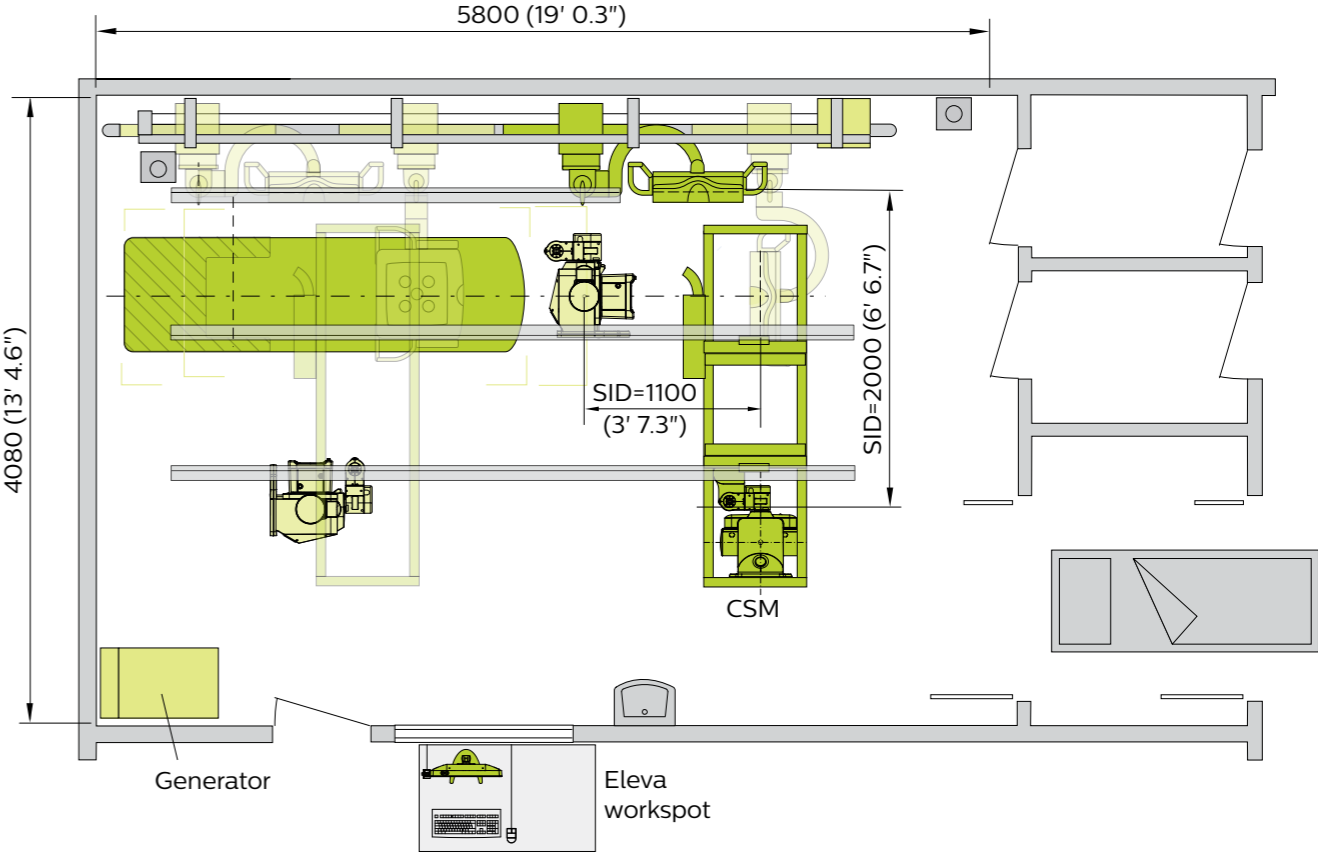 5800 (19' 0.3")
4080 (13' 4.6")
SID=2000 (6' 6.7")
SID=1100
(3' 7.3")
CSM
Generator
Eleva
workspot